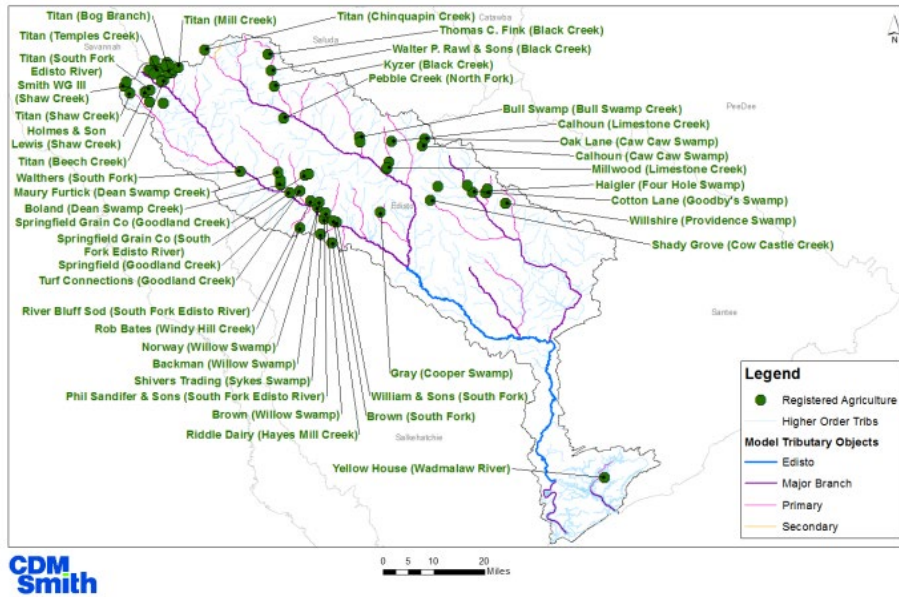 Titan (Bog Branch)
Titan (Mill Creek)
Titan (Chinquapin Creek)
Catawba
Saluda
Thomas C. Fink (Black Creek)
N
Titan (Temples Creek)
Savannah
Walter P. Rawl & Sons (Black Creek)
Titan (South Fork
Edisto River)
Kyzer (Black Creek)
Pebble Creek (North Fork)
Smith WG III
(Shaw Creek)
Bull Swamp (Bull Swamp Creek)
PeeDee
Titan (Shaw Creek)
Calhoun (Limestone Creek)
Holmes & Son
Oak Lane (Caw Caw Swamp)
Lewis (Shaw Creek)
Calhoun (Caw Caw Swamp)
Titan (Beech Creek)
Millwood (Limestone Creek)
Walthers (South Fork)
Haigler (Four Hole Swamp)
Maury Furtick (Dean Swamp Creek)
Cotton Lane (Goodby's Swamp)
Boland (Dean Swamp Creek)
Edisto
Willshire (Providence Swamp)
Springfield Grain Co (Goodland Creek)
Springfield Grain Co (South
Fork Edisto River)
Shady Grove (Cow Castle Creek)
Springfield (Goodland Creek)
Turf Connections (Goodland Creek)
River Bluff Sod (South Fork Edisto River)
Santee
Rob Bates (Windy Hill Creek)
Norway (Willow Swamp)
Backman (Willow Swamp)
Gray (Cooper Swamp)
Shivers Trading (Sykes Swamp)
William & Sons (South Fork)
Phil Sandifer & Sons (South Fork Edisto River)
Brown (Willow Swamp)
Brown (South Fork)
Riddle Dairy (Hayes Mill Creek)
Salkehatchie
Yellow House (Wadmalaw River)
Legend
Registered Agriculture
Higher Order Tribs
Model Tributary Objects
Edisto
Major Branch
Primary
Secondary
CDM
Smith
0 5 10 20
Miles